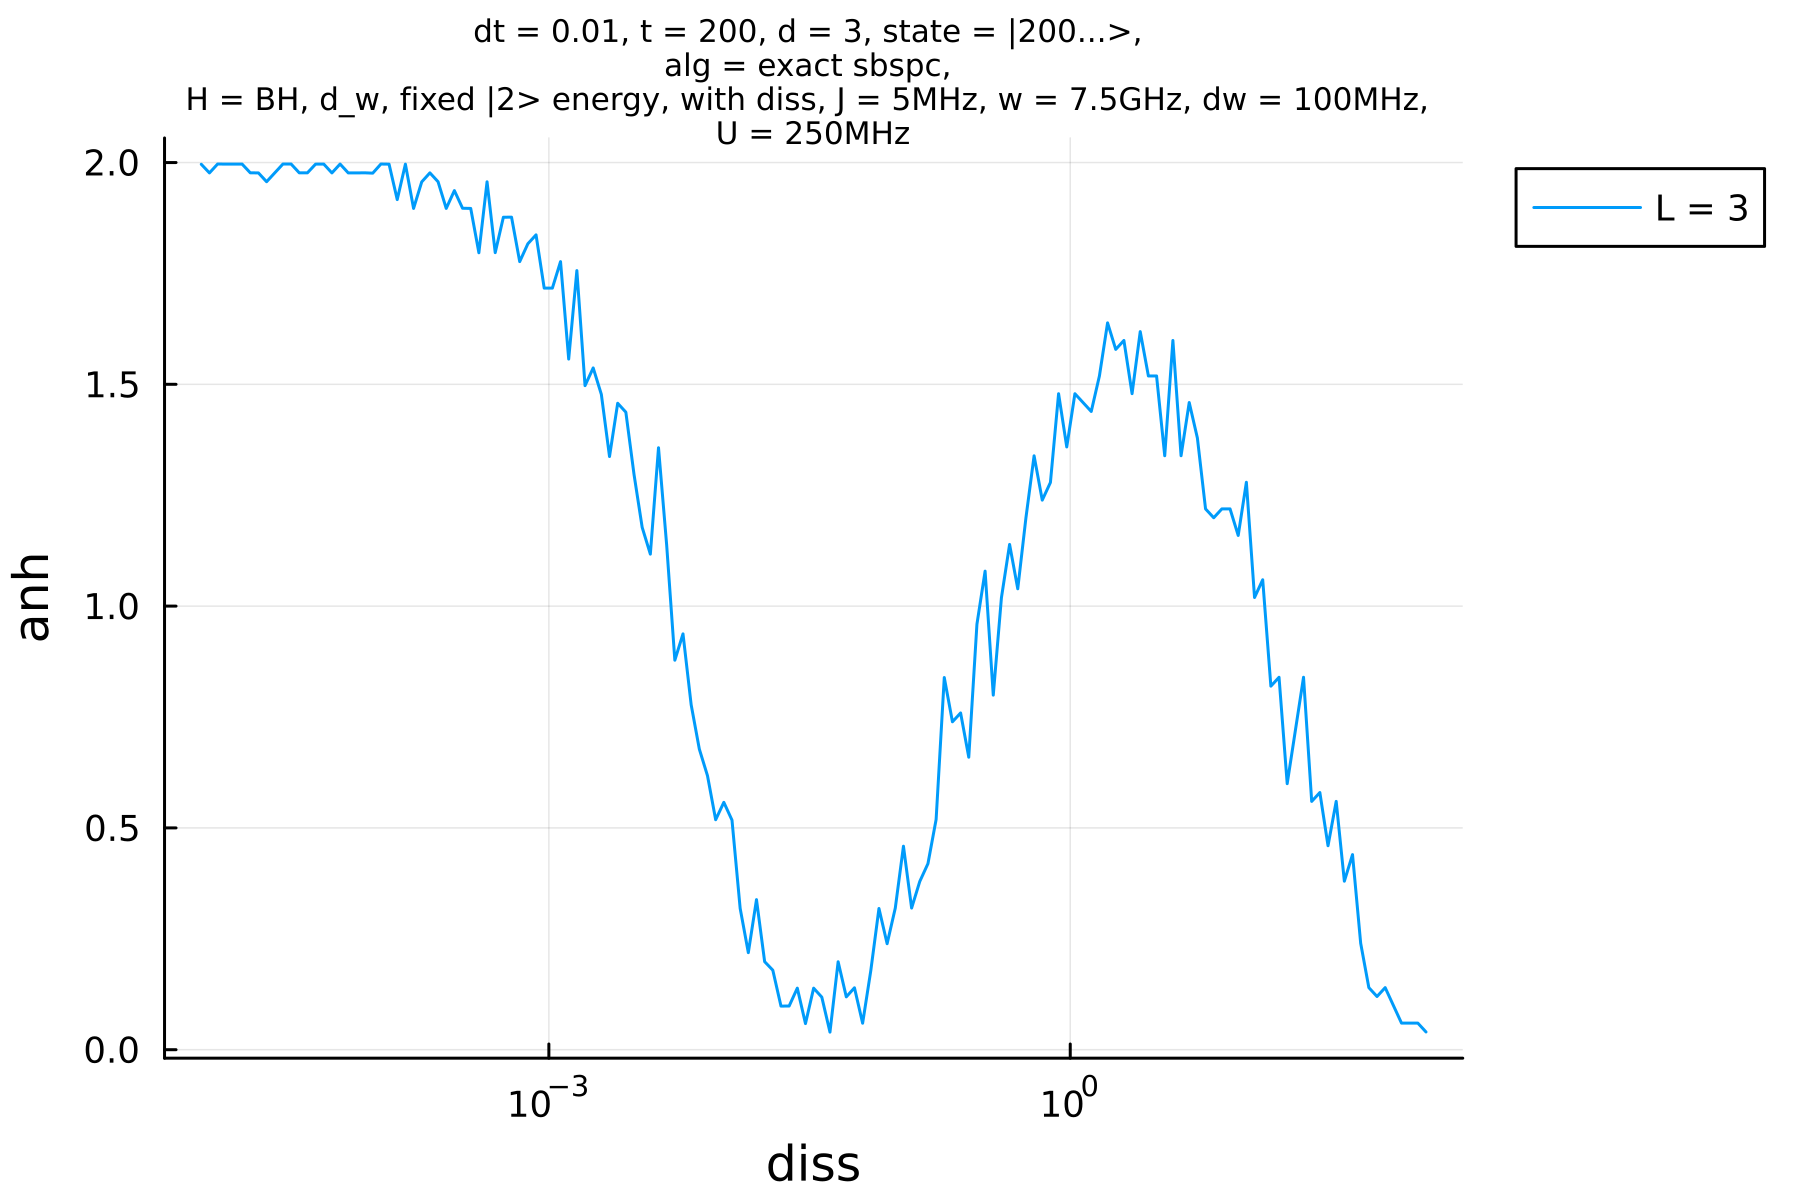 dt = 0.01, t = 200, d = 3, state = |200...>,
alg = exact sbspc,
H = BH, d_w, fixed |2> energy, with diss, J = 5MHz, w = 7.5GHz, dw = 100MHz,
U = 250MHz
2.0
1.5
1.0
0.5
0.0
anh
10⁻³
10⁰
diss
L = 3